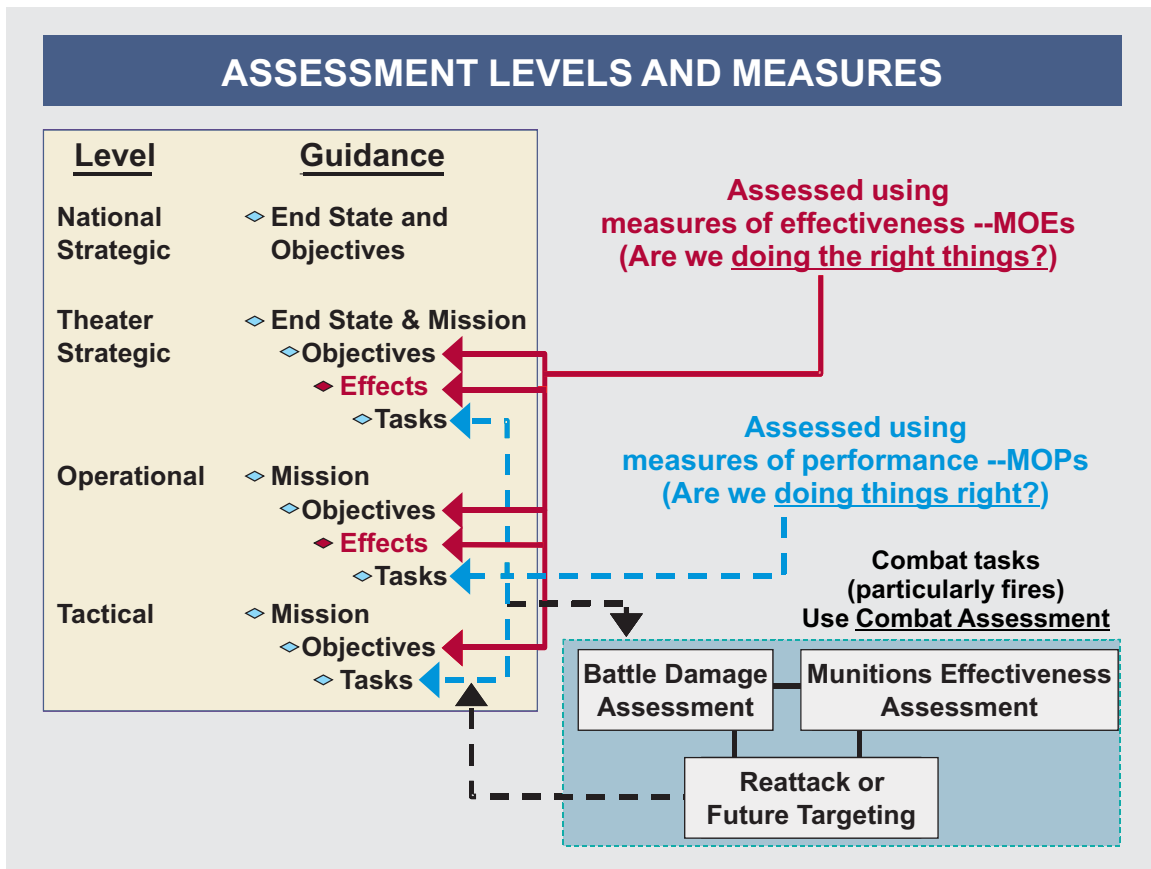 ASSESSMENT LEVELS AND MEASURES
Level
Guidance
National
Strategic
End State and
Objectives
Theater
Strategic
End State & Mission
Objectives
Effects
Tasks
Operational
Mission
Objectives
Effects
Tasks
Tactical
Mission
Objectives
Tasks
Assessed using
measures of effectiveness --MOEs
(Are we doing the right things?)
Assessed using
measures of performance --MOPs
(Are we doing things right?)
Combat tasks
(particularly fires)
Use Combat Assessment
Battle Damage
Assessment
Munitions Effectiveness
Assessment
Reattack or
Future Targeting